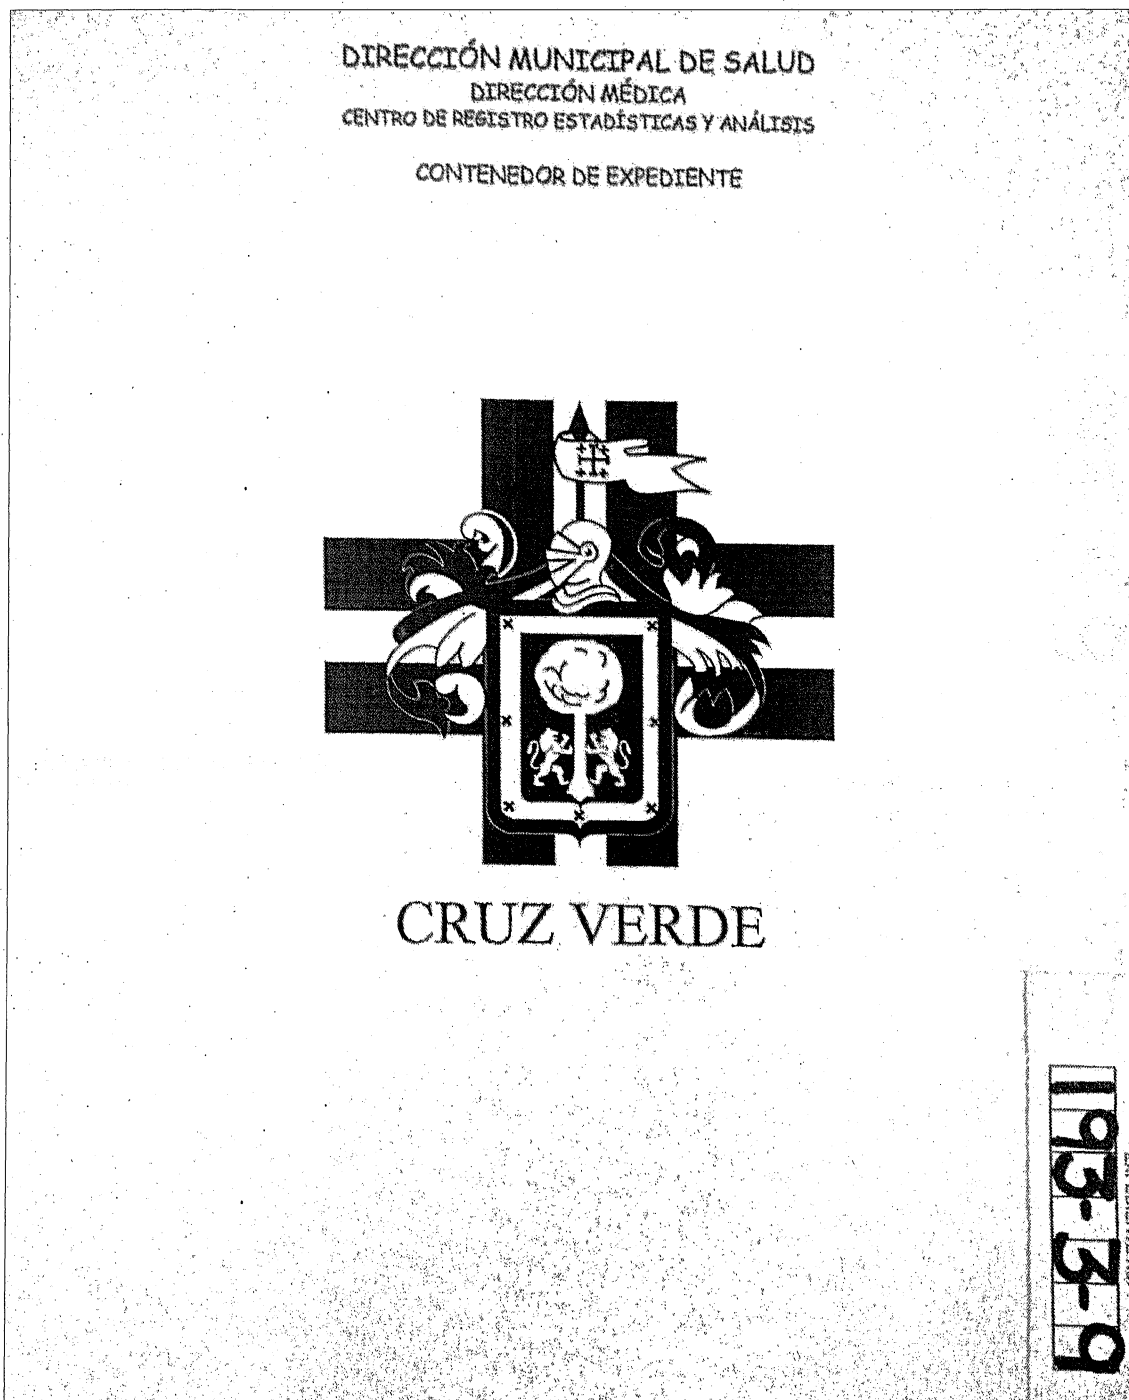 DIRECCIÓN MUNICIPAL DE SALUD
DIRECCIÓN MÉDICA
CENTRO DE REGISTRO ESTADÍSTICAS Y ANÁLISIS
CONTENEDOR DE EXPEDIENTE
CRUZ VERDE
193-3-9